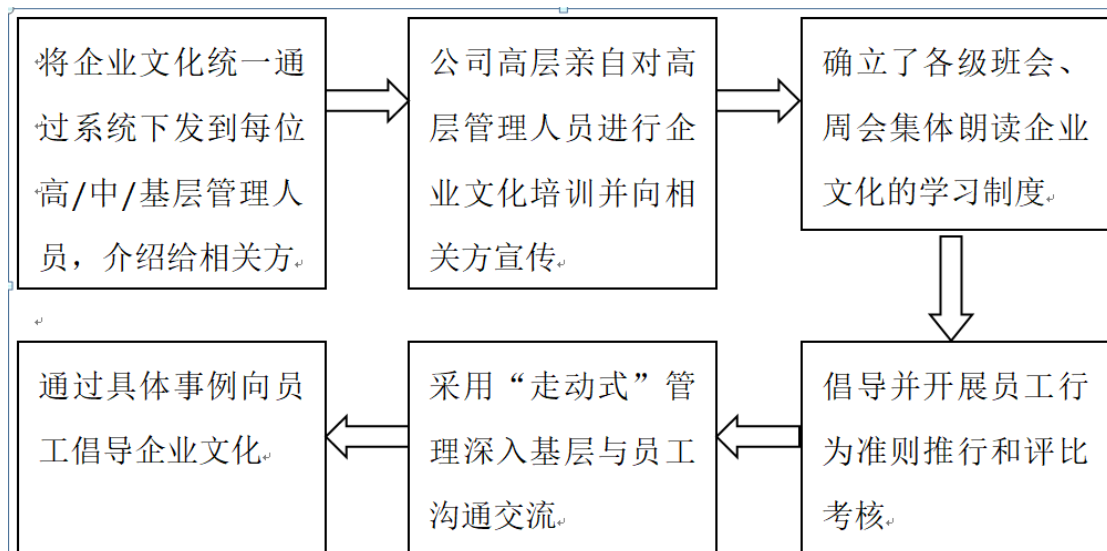 将企业文化统一通
过系统下发到每位
高/中/基层管理人
员，介绍给相关方
公司高层亲自对高
层管理人员进行企
业文化培训并向相
关方宣传
确立了各级班会、
周会集体朗读企业
文化的学习制度
倡导并开展员工行
为准则推行和评比
考核
采用“走动式”管
理深入基层与员工
沟通交流
通过具体事例向员
工倡导企业文化